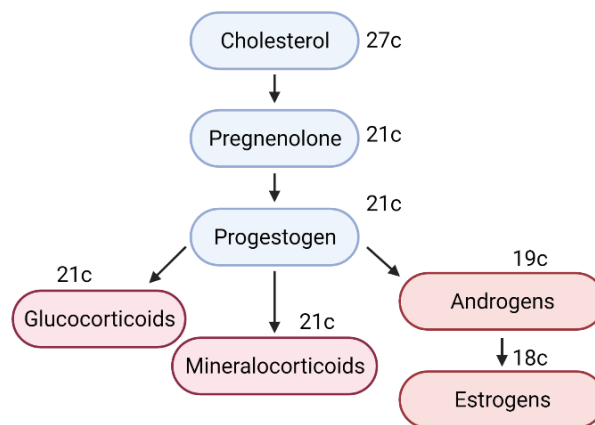 Cholesterol 27c
Pregnenolone 21c
21c
Progestogen
21c
Glucocorticoids
21c
Mineralocorticoids
19c
Androgens
18c
Estrogens